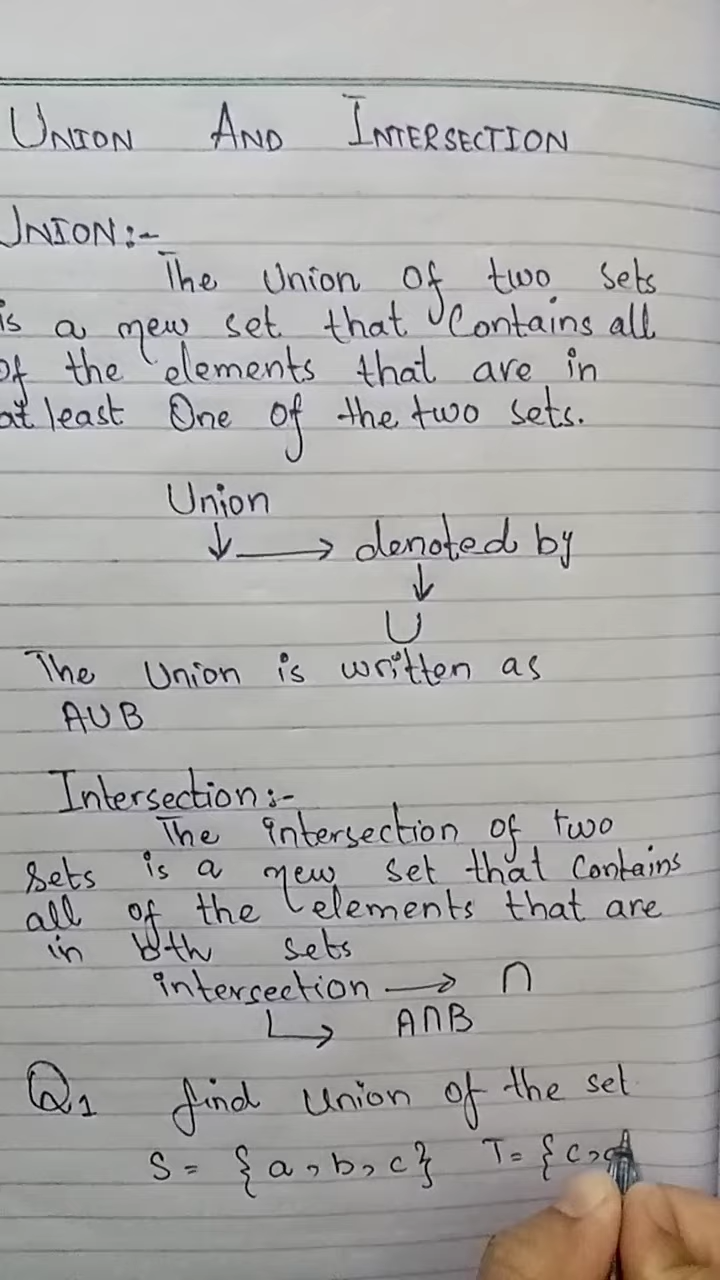 UNION AND INTERSECTION
UNION:-
The Union of two sets
is a new set that Contains all
of the elements that are in
at least One of the two sets.
Union
↓ → denoted by
↓
U
The Union is written as
AUB
Intersection:-
The intersection of two
sets is a new set that contains
all of the elements that are
in both sets
intersection → ∩
↳ A∩B
Q1 find union of the set
S = {a, b, c} T = {c,